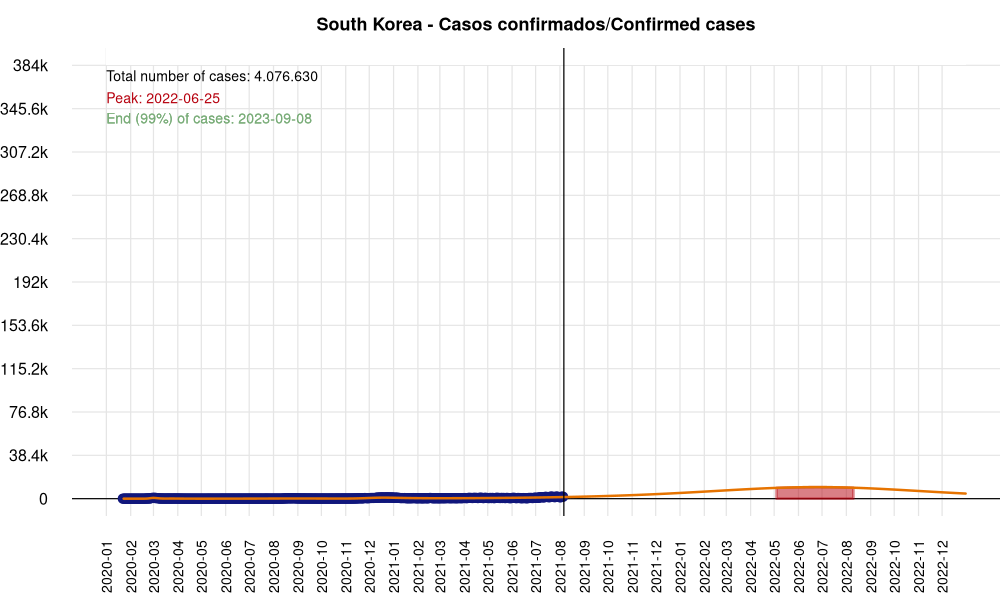 South Korea - Casos confirmados/Confirmed cases
384k
Total number of cases: 4.076.630
Peak: 2022-06-25
345.6k
End (99%) of cases: 2023-09-08
307.2k
268.8k
230.4k
192k
153.6k
115.2k
76.8k
38.4k
0
2020-01
2020-02
2020-03
2020-04
2020-05
2020-06
2020-07
2020-08
2020-09
2020-10
2020-11
2020-12
2021-01
2021-02
2021-03
2021-04
2021-05
2021-06
2021-07
2021-08
2021-09
2021-10
2021-11
2021-12
2022-01
2022-02
2022-03
2022-04
2022-05
2022-06
2022-07
2022-08
2022-09
2022-10
2022-11
2022-12